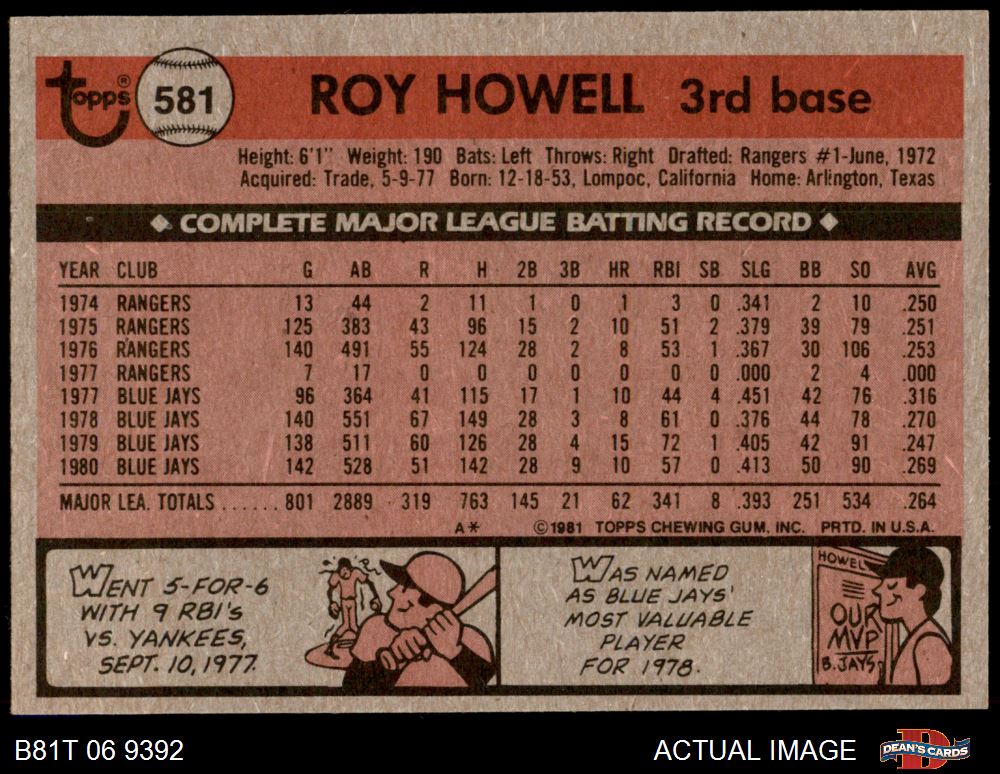 Topps® 581 ROY HOWELL 3rd base
Height: 6'1" Weight: 190 Bats: Left Throws: Right Drafted: Rangers #1-June, 1972
Acquired: Trade, 5-9-77 Born: 12-18-53, Lompoc, California Home: Arlington, Texas
◆ COMPLETE MAJOR LEAGUE BATTING RECORD ◆
YEAR CLUB G AB R H 2B 3B HR RBI SB SLG BB SO AVG
1974 RANGERS 13 44 2 11 1 0 1 3 0 .341 2 10 .250
1975 RANGERS 125 383 43 96 15 2 10 51 2 .379 39 79 .251
1976 RANGERS 140 491 55 124 28 2 8 53 1 .367 30 106 .253
1977 RANGERS 7 17 0 0 0 0 0 0 0 .000 2 4 .000
1977 BLUE JAYS 96 364 41 115 17 1 10 44 4 .451 42 76 .316
1978 BLUE JAYS 140 551 67 149 28 3 8 61 0 .376 44 78 .270
1979 BLUE JAYS 138 511 60 126 28 4 15 72 1 .405 42 91 .247
1980 BLUE JAYS 142 528 51 142 28 9 10 57 0 .413 50 90 .269
MAJOR LEA. TOTALS ...... 801 2889 319 763 145 21 62 341 8 .393 251 534 .264
A* ©1981 TOPPS CHEWING GUM, INC. PRTD. IN U.S.A.
WENT 5-FOR-6
WITH 9 RBI's
VS. YANKEES,
SEPT. 10, 1977.
WAS NAMED
AS BLUE JAYS'
MOST VALUABLE
PLAYER
FOR 1978.
HOWEL
OUR
MVP
B. JAYS
B81T 06 9392
ACTUAL IMAGE
DEAN'S CARDS